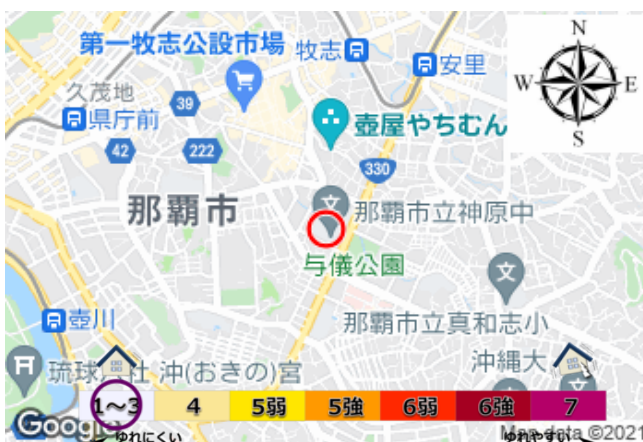 N
W E
S
第一牧志公設市場
牧志
安里
久茂地
39
県庁前
壺屋やちむん
42
222
330
那覇市
文
那覇市立神原中
与儀公園
文
壺川
那覇市立真和志小
沖縄大
琉球 社 沖(おきの)宮
1～3 4 5弱 5強 6弱 6強 7
Google
Map data ©2021
ゆれにくい
ゆれやすい